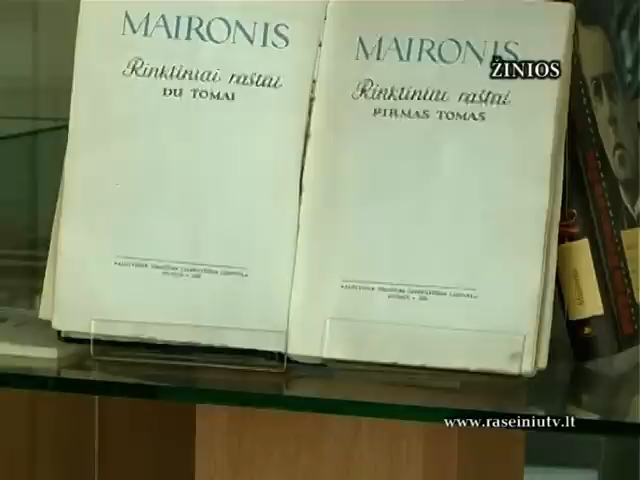 MAIRONIS
Rinktiniai raštai
DU TOMAI
MAIRONIS
Rinktiniai raštai
PIRMAS TOMAS
ŽINIOS
www.raseiniutv.lt